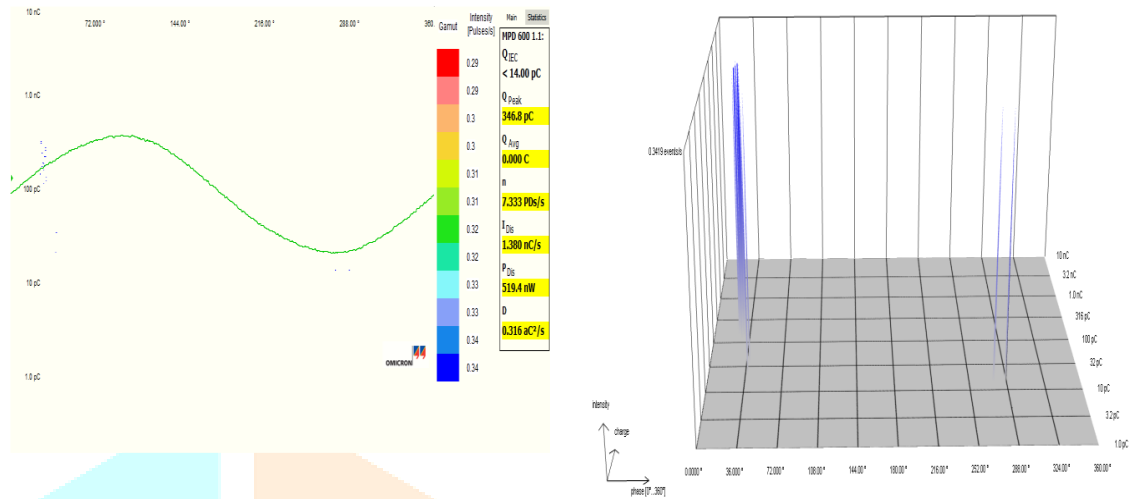 10 nC
72.000 °
144.00 °
216.00 °
288.00 °
360.
1.0 nC
100 pC
10 pC
1.0 pC
OMICRON
Gamut
Intensity
[Pulses/s]
0.29
0.29
0.3
0.3
0.31
0.31
0.32
0.32
0.33
0.33
0.34
0.34
Main
Statistics
MPD 600 1.1:
Q IEC
< 14.00 pC
Q Peak
346.8 pC
Q Avg
0.000 C
n
7.333 PDs/s
I Dis
1.380 nC/s
P Dis
519.4 nW
D
0.316 aC²/s
0.3419 events/s
10 nC
3.2 nC
1.0 nC
316 pC
100 pC
32 pC
10 pC
3.2 pC
1.0 pC
intensity
charge
phase [0°...360°]
0.0000 °
36.000 °
72.000 °
108.00 °
144.00 °
180.00 °
216.00 °
252.00 °
288.00 °
324.00 °
360.00 °